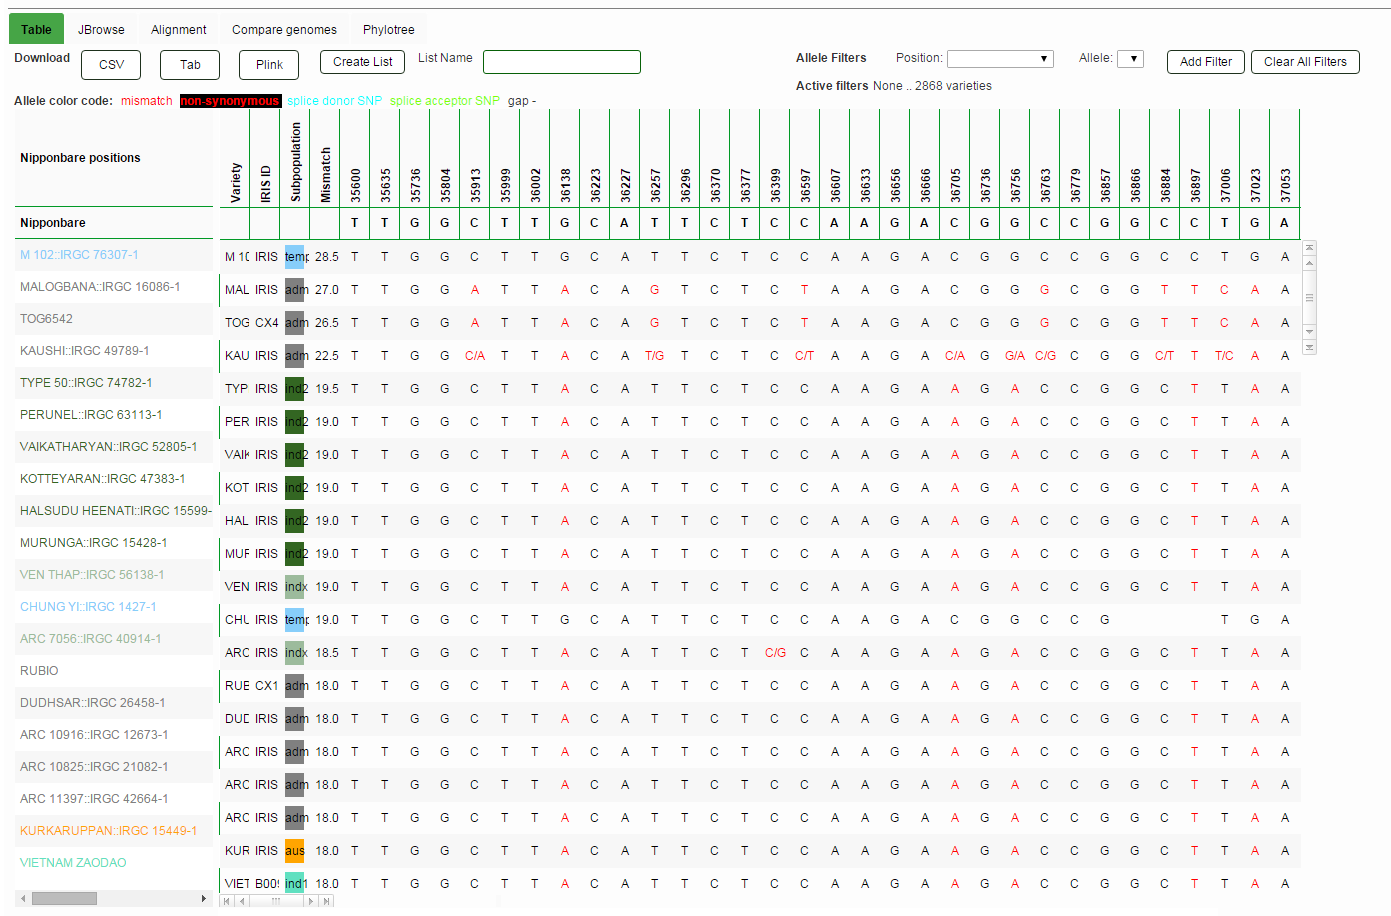 Table JBrowse Alignment Compare genomes Phylotree
Download CSV Tab Plink Create List List Name Allele Filters Position: Allele: Add Filter Clear All Filters
Active filters None .. 2868 varieties
Allele color code: mismatch non-synonymous splice donor SNP splice acceptor SNP gap -
Nipponbare positions Variety IRIS ID Subpopulation Mismatch 35600 35635 35736 35804 35913 35999 36002 36138 36223 36227 36257 36296 36370 36377 36399 36597 36607 36633 36656 36666 36705 36736 36756 36763 36779 36857 36866 36884 36897 37006 37023 37053
Nipponbare T T G G C T T G C A T T C T C C A A G A C G G C C G G C C T G A
M 102::IRGC 76307-1 M 10 IRIS temp 28.5 T T G G C T T G C A T T C T C C A A G A C G G C C G G C C T G A
MALOGBANA::IRGC 16086-1 MAL IRIS adm 27.0 T T G G A T T A C A G T C T C T A A G A C G G G C G G T T C A A
TOG6542 TOG CX4 adm 26.5 T T G G A T T A C A G T C T C T A A G A C G G G C G G T T C A A
KAUSHI::IRGC 49789-1 KAU IRIS adm 22.5 T T G G C/A T T A C A T/G T C T C C/T A A G A C/A G G/A C/G C G G C/T T T/C A A
TYPE 50::IRGC 74782-1 TYP IRIS ind2 19.5 T T G G C T T A C A T T C T C C A A G A A G A C C G G C T T A A
PERUNEL::IRGC 63113-1 PER IRIS ind2 19.0 T T G G C T T A C A T T C T C C A A G A A G A C C G G C T T A A
VAIKATHARYAN::IRGC 52805-1 VAIK IRIS ind2 19.0 T T G G C T T A C A T T C T C C A A G A A G A C C G G C T T A A
KOTTEYARAN::IRGC 47383-1 KOT IRIS ind2 19.0 T T G G C T T A C A T T C T C C A A G A A G A C C G G C T T A A
HALSUDU HEENATI::IRGC 15599- HAL IRIS ind2 19.0 T T G G C T T A C A T T C T C C A A G A A G A C C G G C T T A A
MURUNGA::IRGC 15428-1 MUR IRIS ind2 19.0 T T G G C T T A C A T T C T C C A A G A A G A C C G G C T T A A
VEN THAP::IRGC 56138-1 VEN IRIS indx 19.0 T T G G C T T A C A T T C T C C A A G A A G A C C G G C T T A A
CHUNG YI::IRGC 1427-1 CHU IRIS temp 19.0 T T G G C T T G C A T T C T C C A A G A C G G C C G T G A
ARC 7056::IRGC 40914-1 ARC IRIS indx 18.5 T T G G C T T A C A T T C T C/G C A A G A A G A C C G G C T T A A
RUBIO RUB CX1 adm 18.0 T T G G C T T A C A T T C T C C A A G A A G A C C G G C T T A A
DUDHSAR::IRGC 26458-1 DUD IRIS adm 18.0 T T G G C T T A C A T T C T C C A A G A A G A C C G G C T T A A
ARC 10916::IRGC 12673-1 ARC IRIS adm 18.0 T T G G C T T A C A T T C T C C A A G A A G A C C G G C T T A A
ARC 10825::IRGC 21082-1 ARC IRIS adm 18.0 T T G G C T T A C A T T C T C C A A G A A G A C C G G C T T A A
ARC 11397::IRGC 42664-1 ARC IRIS adm 18.0 T T G G C T T A C A T T C T C C A A G A A G A C C G G C T T A A
KURKARUPPAN::IRGC 15449-1 KUR IRIS aus 18.0 T T G G C T T A C A T T C T C C A A G A A G A C C G G C T T A A
VIETNAM ZAODAO VIET B009 ind1 18.0 T T G G C T T A C A T T C T C C A A G A A G A C C G G C T T A A